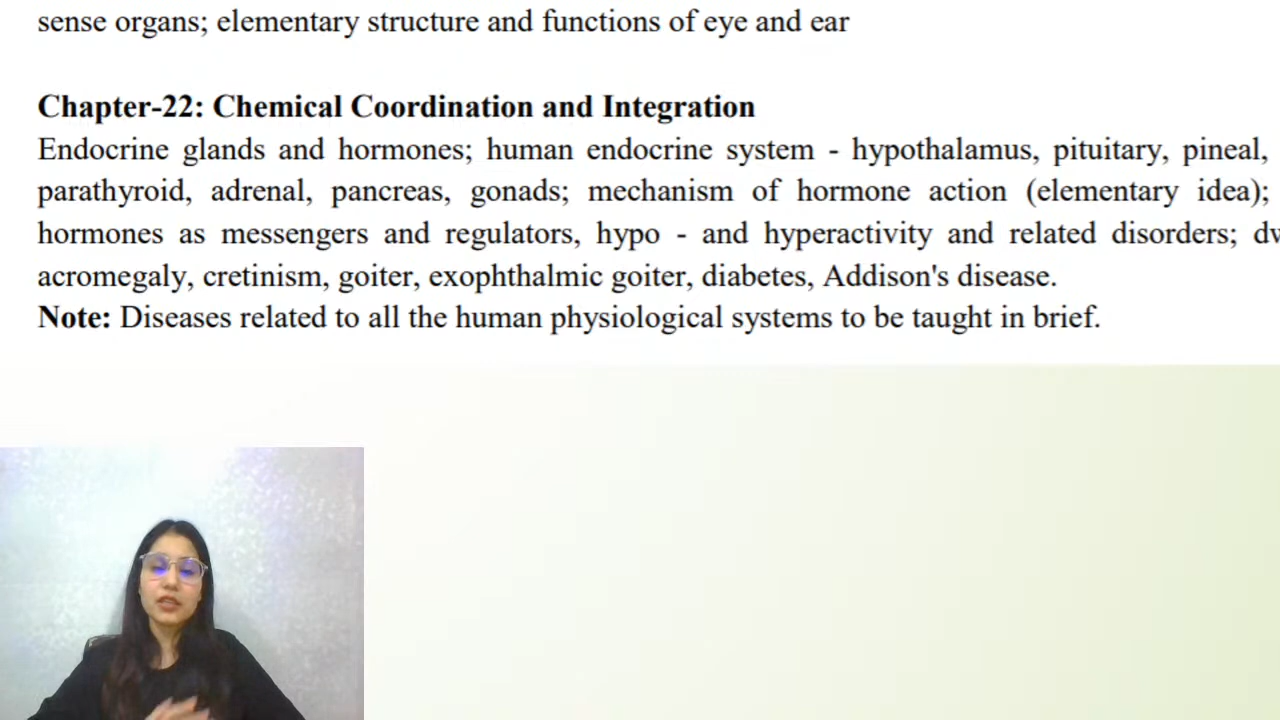 sense organs; elementary structure and functions of eye and ear
Chapter-22: Chemical Coordination and Integration
Endocrine glands and hormones; human endocrine system - hypothalamus, pituitary, pineal,
parathyroid, adrenal, pancreas, gonads; mechanism of hormone action (elementary idea);
hormones as messengers and regulators, hypo - and hyperactivity and related disorders;
acromegaly, cretinism, goiter, exophthalmic goiter, diabetes, Addison's disease.
Note: Diseases related to all the human physiological systems to be taught in brief.